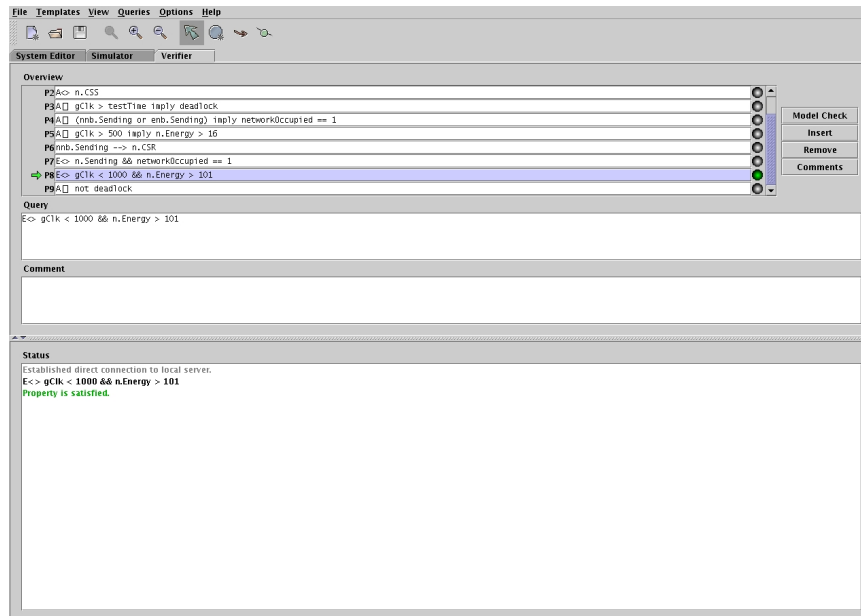 File Templates View Queries Options Help
System Editor Simulator Verifier
Overview
P2 A<> n.CSS
P3 A[] gClk > testTime imply deadlock
P4 A[] (nnb.Sending or enb.Sending) imply networkOccupied == 1
P5 A[] gClk > 500 imply n.Energy > 16
P6 nnb.Sending --> n.CSR
P7 E<> n.Sending && networkOccupied == 1
P8 E<> gClk < 1000 && n.Energy > 101
P9 A[] not deadlock
Model Check
Insert
Remove
Comments
Query
E<> gClk < 1000 && n.Energy > 101
Comment
Status
Established direct connection to local server.
E<> gClk < 1000 && n.Energy > 101
Property is satisfied.